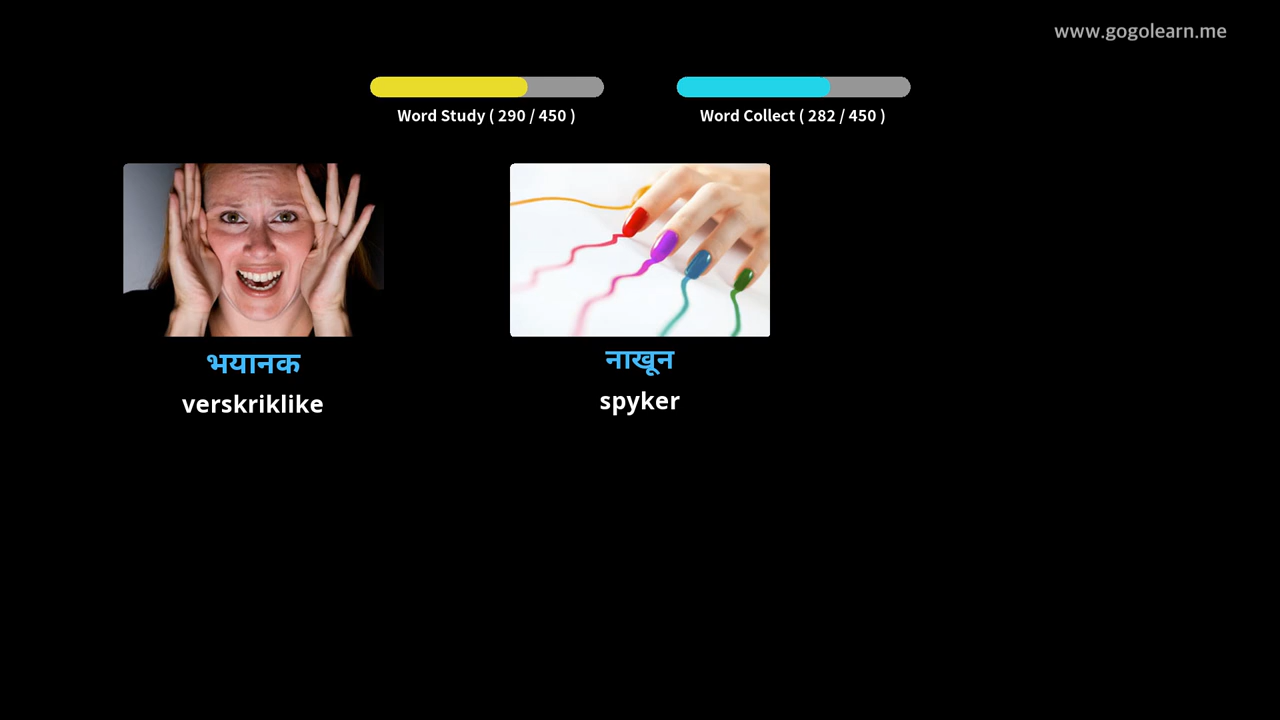 www.gogolearn.me
Word Study ( 290 / 450 )
Word Collect ( 282 / 450 )
भयानक
verskriklike
नाखून
spyker